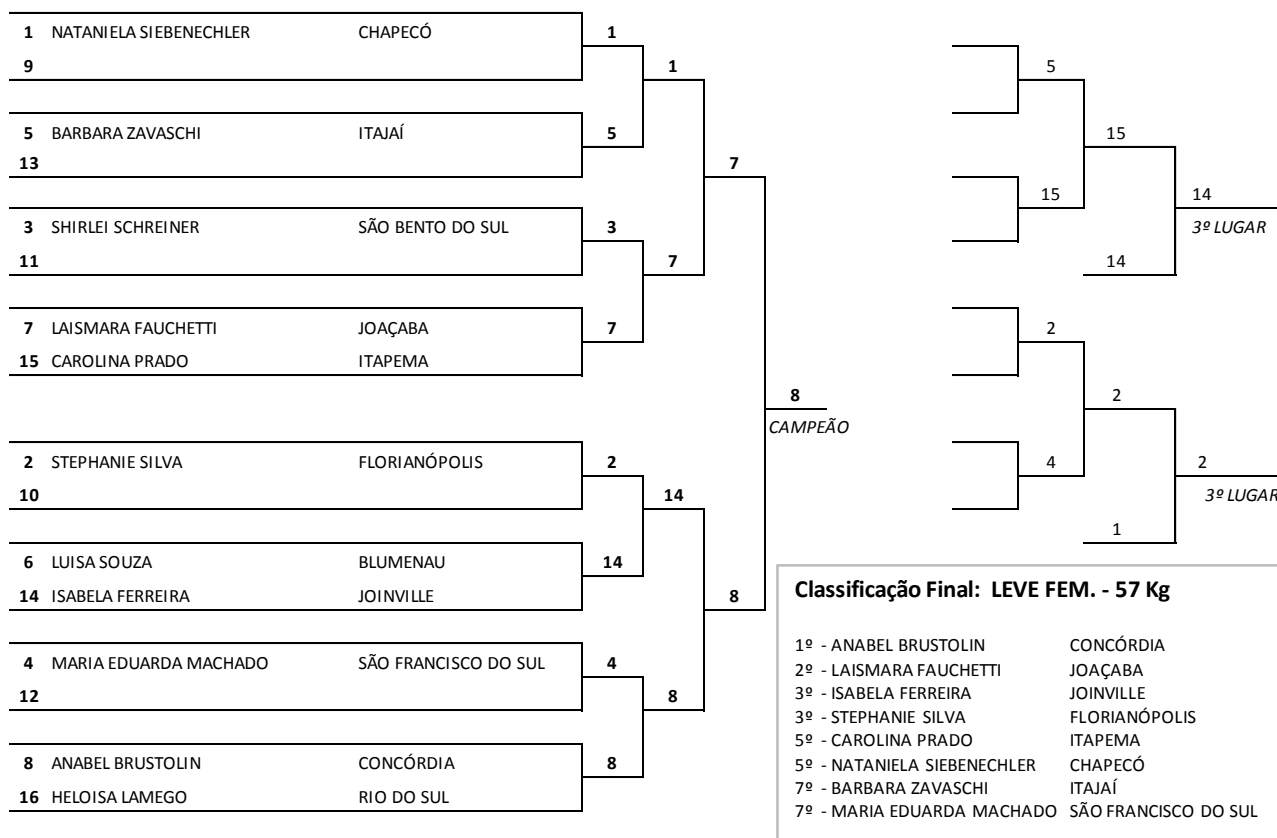 1 NATANIELA SIEBENECHLER CHAPECÓ 1
9 1 5
5 BARBARA ZAVASCHI ITAJAÍ 5 15
13 7
15 14
3 SHIRLEI SCHREINER SÃO BENTO DO SUL 3 3º LUGAR
11 7 14
7 LAISMARA FAUCHETTI JOAÇABA 7 2
15 CAROLINA PRADO ITAPEMA
8 2
CAMPEÃO
2 STEPHANIE SILVA FLORIANÓPOLIS 2 4 2
10 14 3º LUGAR
1
6 LUISA SOUZA BLUMENAU 14
14 ISABELA FERREIRA JOINVILLE 8
4 MARIA EDUARDA MACHADO SÃO FRANCISCO DO SUL 4
12 8
8 ANABEL BRUSTOLIN CONCÓRDIA 8
16 HELOISA LAMEGO RIO DO SUL
Classificação Final: LEVE FEM. - 57 Kg
1º - ANABEL BRUSTOLIN CONCÓRDIA
2º - LAISMARA FAUCHETTI JOAÇABA
3º - ISABELA FERREIRA JOINVILLE
3º - STEPHANIE SILVA FLORIANÓPOLIS
5º - CAROLINA PRADO ITAPEMA
5º - NATANIELA SIEBENECHLER CHAPECÓ
7º - BARBARA ZAVASCHI ITAJAÍ
7º - MARIA EDUARDA MACHADO SÃO FRANCISCO DO SUL